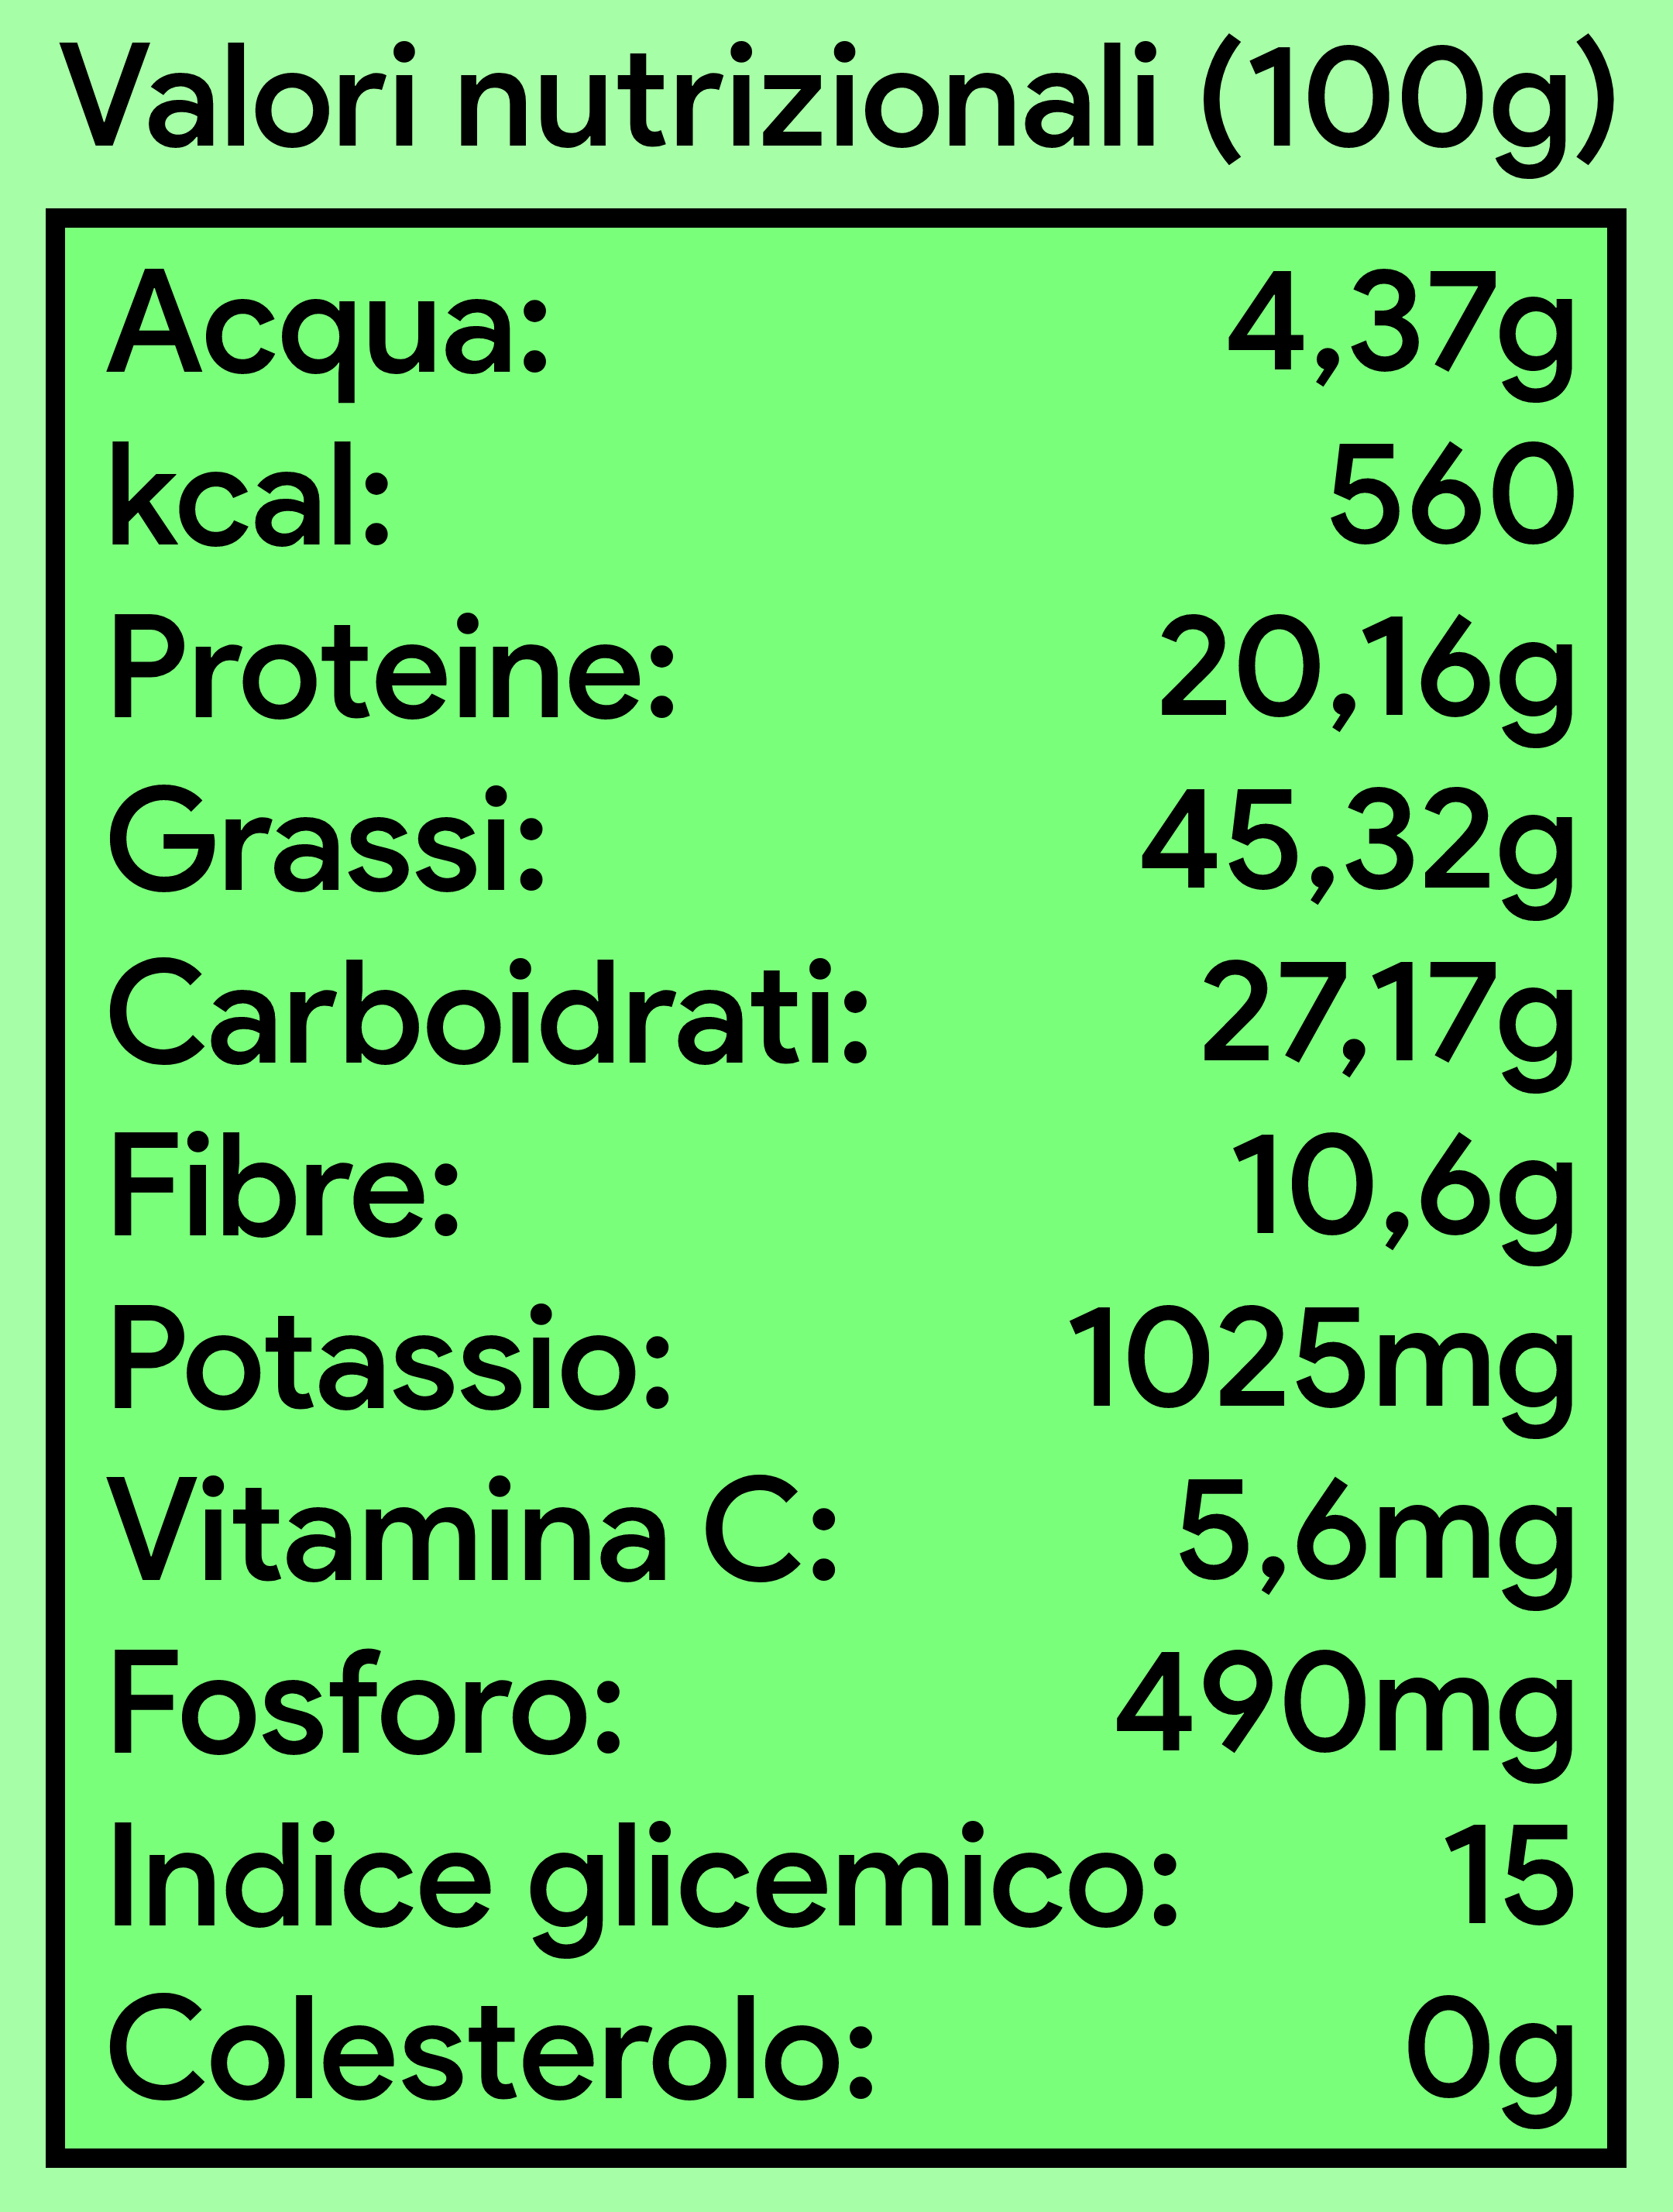 Valori nutrizionali (100g)
Acqua: 4,37g
kcal: 560
Proteine: 20,16g
Grassi: 45,32g
Carboidrati: 27,17g
Fibre: 10,6g
Potassio: 1025mg
Vitamina C: 5,6mg
Fosforo: 490mg
Indice glicemico: 15
Colesterolo: 0g